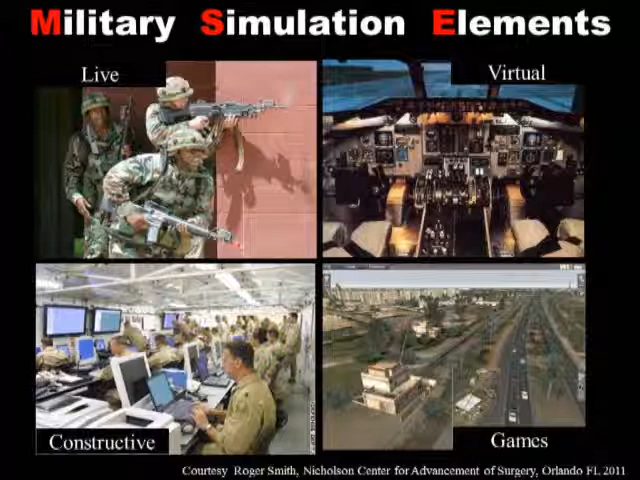 Military Simulation Elements
Live
Virtual
Constructive
Games
Courtesy Roger Smith, Nicholson Center for Advancement of Surgery, Orlando FL 2011